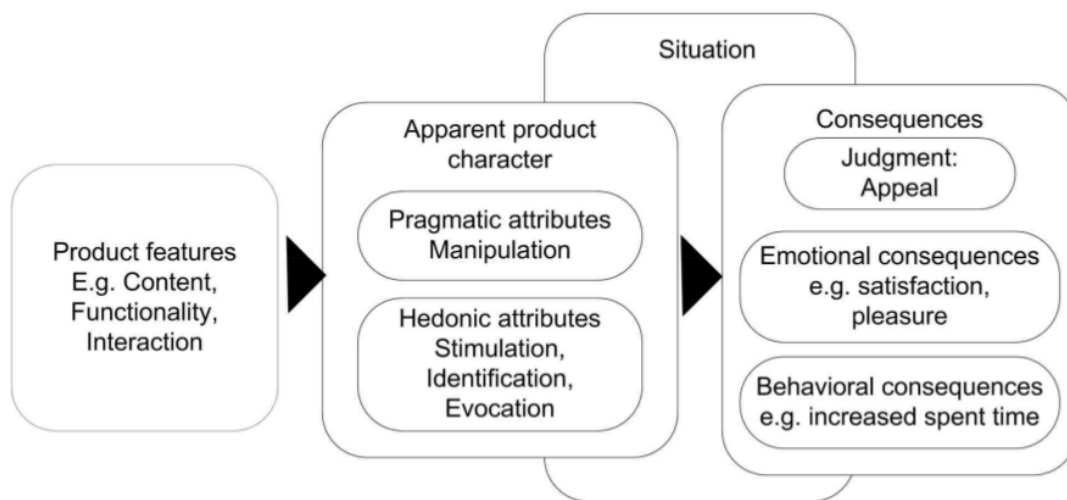 Situation
Product features
E.g. Content,
Functionality,
Interaction
Apparent product
character
Pragmatic attributes
Manipulation
Hedonic attributes
Stimulation,
Identification,
Evocation
Consequences
Judgment:
Appeal
Emotional consequences
e.g. satisfaction,
pleasure
Behavioral consequences
e.g. increased spent time